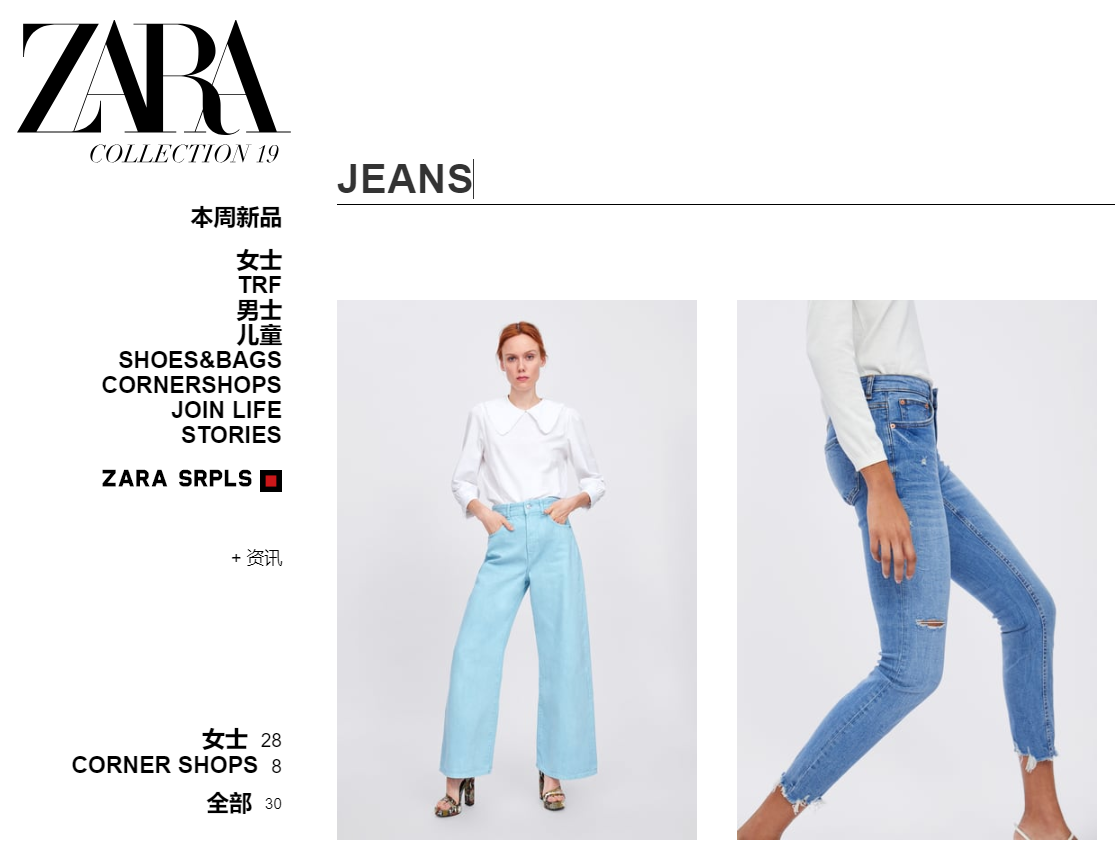 ZARA
COLLECTION 19
JEANS
本周新品
女士
TRF
男士
儿童
SHOES&BAGS
CORNERSHOPS
JOIN LIFE
STORIES
ZARA SRPLS
+ 资讯
女士 28
CORNER SHOPS 8
全部 30